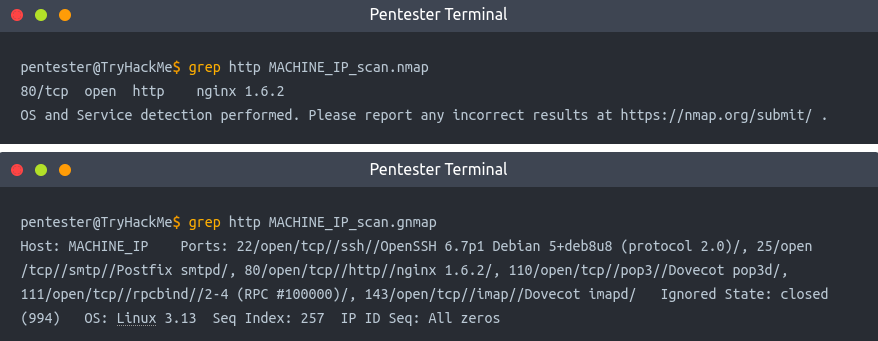 Pentester Terminal
pentester@TryHackMe$ grep http MACHINE_IP_scan.nmap
80/tcp  open  http    nginx 1.6.2
OS and Service detection performed. Please report any incorrect results at https://nmap.org/submit/ .
Pentester Terminal
pentester@TryHackMe$ grep http MACHINE_IP_scan.gnmap
Host: MACHINE_IP    Ports: 22/open/tcp//ssh//OpenSSH 6.7p1 Debian 5+deb8u8 (protocol 2.0)/, 25/open
/tcp//smtp//Postfix smtpd/, 80/open/tcp//http//nginx 1.6.2/, 110/open/tcp//pop3//Dovecot pop3d/,
111/open/tcp//rpcbind//2-4 (RPC #100000)/, 143/open/tcp//imap//Dovecot imapd/   Ignored State: closed
(994)   OS: Linux 3.13  Seq Index: 257  IP ID Seq: All zeros